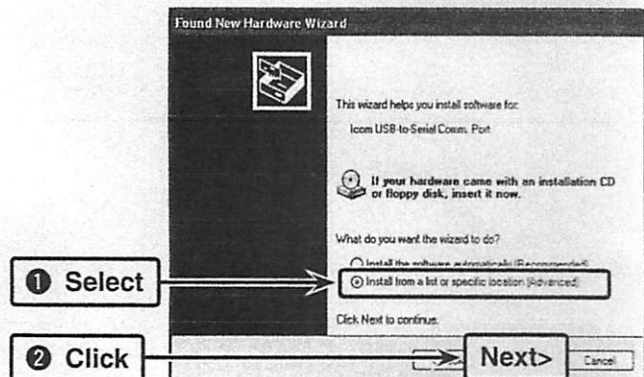 Found New Hardware Wizard
This wizard helps you install software for:
Icom USB-to-Serial Comm. Port
If your hardware came with an installation CD
or floppy disk, insert it now.
What do you want the wizard to do?
Install the software automatically (Recommended)
❶ Select
Install from a list or specific location (Advanced)
Click Next to continue.
❷ Click
Next>
Cancel